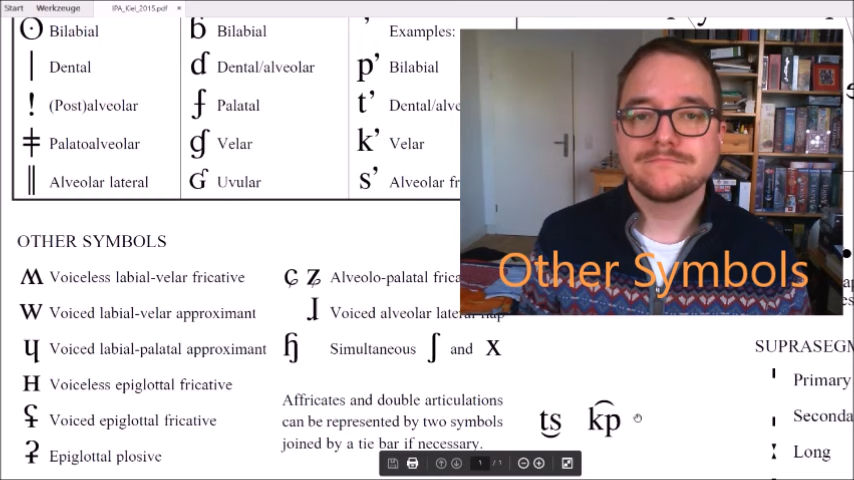 Start Werkzeuge IPA_Kiel_2015.pdf ×
ʘ Bilabial ɓ Bilabial ʼ Examples:
ǀ Dental ɗ Dental/alveolar pʼ Bilabial
ǃ (Post)alveolar ʄ Palatal tʼ Dental/alve
ǂ Palatoalveolar ɠ Velar kʼ Velar
ǁ Alveolar lateral ʛ Uvular sʼ Alveolar fr
OTHER SYMBOLS
ʍ Voiceless labial-velar fricative ɕ ʑ Alveolo-palatal frica
w Voiced labial-velar approximant ɺ Voiced alveolar lateral flap
ɥ Voiced labial-palatal approximant ɧ Simultaneous ʃ and x
ʜ Voiceless epiglottal fricative
ʢ Voiced epiglottal fricative
ʡ Epiglottal plosive
Affricates and double articulations
can be represented by two symbols
joined by a tie bar if necessary.
t͜s k͡p
Other Symbols
SUPRASEGM
ˈ Primary
ˌ Seconda
ː Long
1 / 1